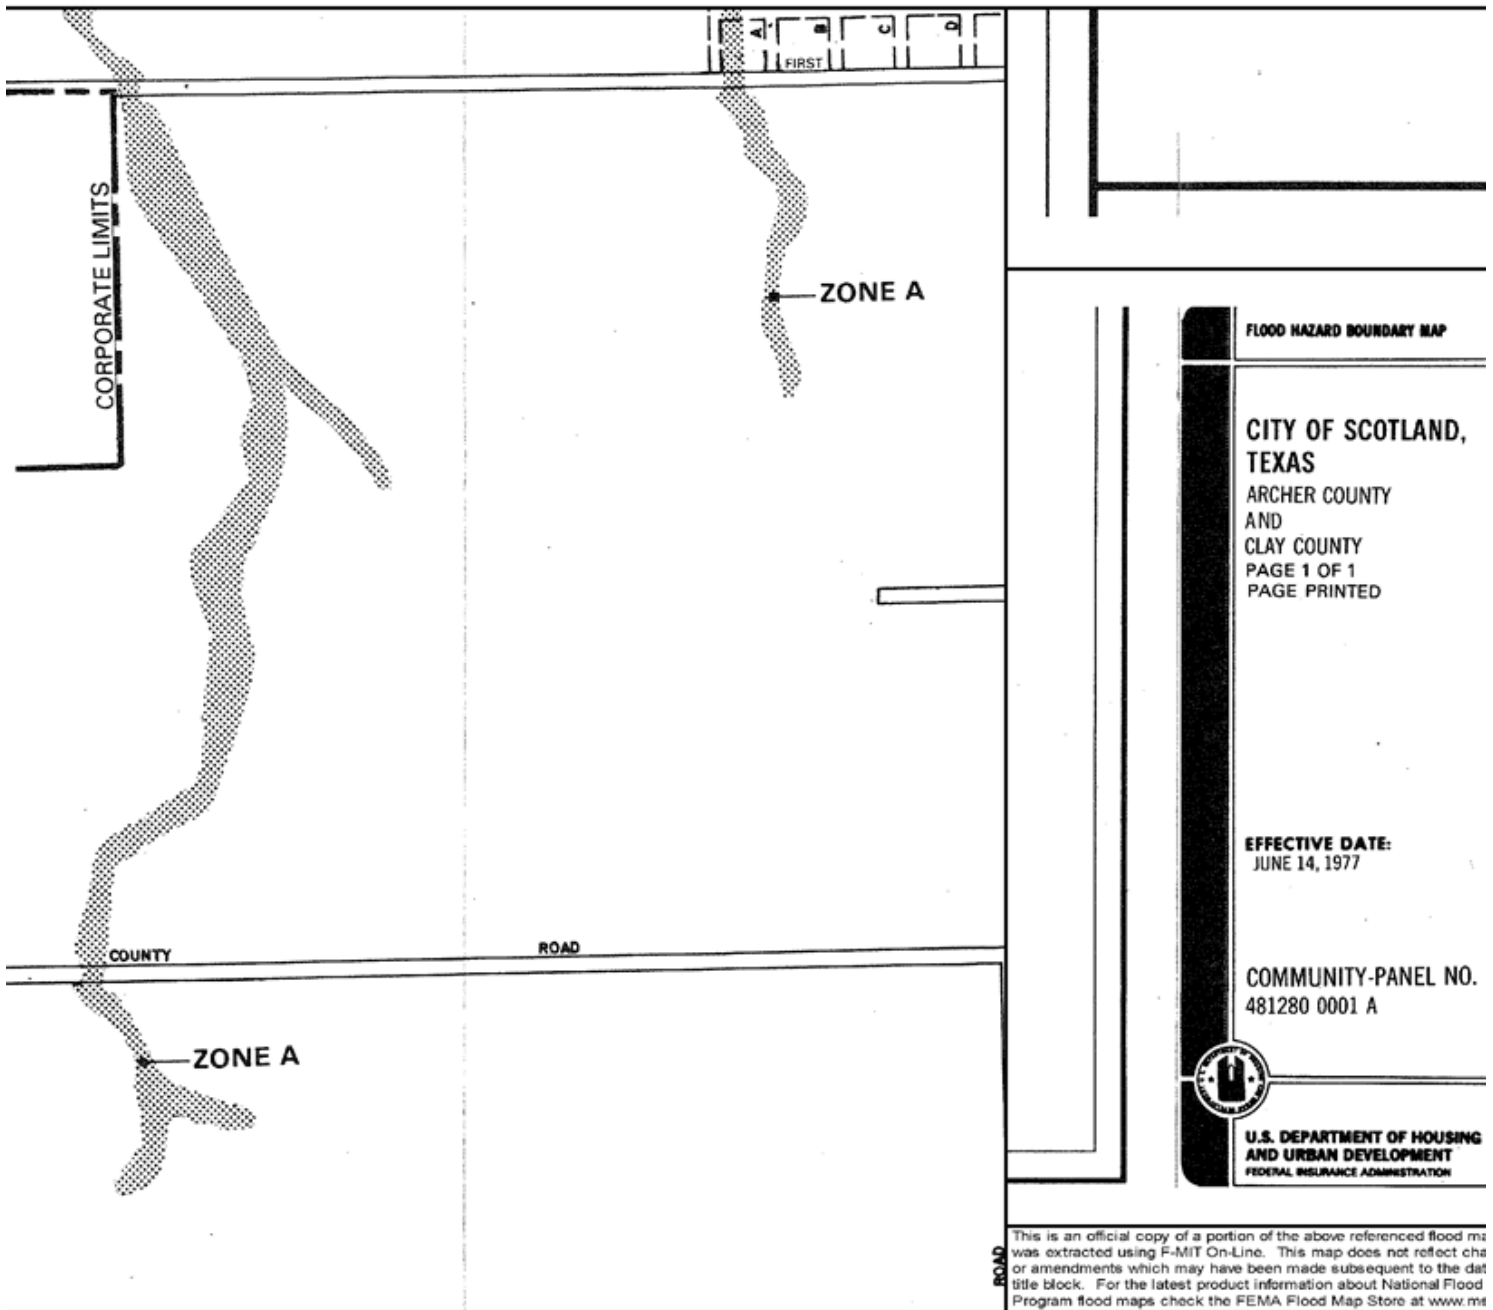 A
B
C
D
FIRST
CORPORATE LIMITS
ZONE A
COUNTY
ROAD
ZONE A
ROAD
FLOOD HAZARD BOUNDARY MAP
CITY OF SCOTLAND,
TEXAS
ARCHER COUNTY
AND
CLAY COUNTY
PAGE 1 OF 1
PAGE PRINTED
EFFECTIVE DATE:
JUNE 14, 1977
COMMUNITY-PANEL NO.
481280 0001 A
U.S. DEPARTMENT OF HOUSING
AND URBAN DEVELOPMENT
FEDERAL INSURANCE ADMINISTRATION
This is an official copy of a portion of the above referenced flood ma
was extracted using F-MIT On-Line. This map does not reflect cha
or amendments which may have been made subsequent to the dat
title block. For the latest product information about National Flood
Program flood maps check the FEMA Flood Map Store at www.ms